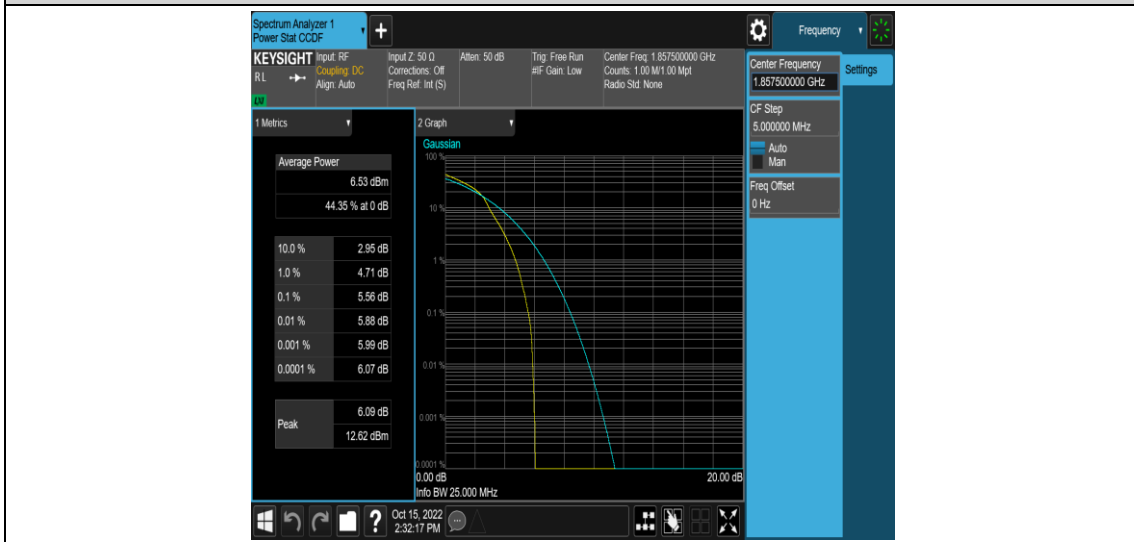 Spectrum Analyzer 1
Power Stat CCDF
+
Frequency
KEYSIGHT
RL
LXI
Input: RF
Coupling: DC
Align: Auto
Input Z: 50 Ω
Corrections: Off
Freq Ref: Int (S)
Atten: 50 dB
Trig: Free Run
#IF Gain: Low
Center Freq: 1.857500000 GHz
Counts: 1.00 M/1.00 Mpt
Radio Std: None
Center Frequency
1.857500000 GHz
Settings
CF Step
5.000000 MHz
Auto
Man
Freq Offset
0 Hz
1 Metrics
Average Power
6.53 dBm
44.35 % at 0 dB
10.0 % 2.95 dB
1.0 % 4.71 dB
0.1 % 5.56 dB
0.01 % 5.88 dB
0.001 % 5.99 dB
0.0001 % 6.07 dB
Peak
6.09 dB
12.62 dBm
2 Graph
Gaussian
100 %
10 %
1 %
0.1 %
0.01 %
0.001 %
0.0001 %
0.00 dB 20.00 dB
Info BW 25.000 MHz
?
Oct 15, 2022
2:32:17 PM